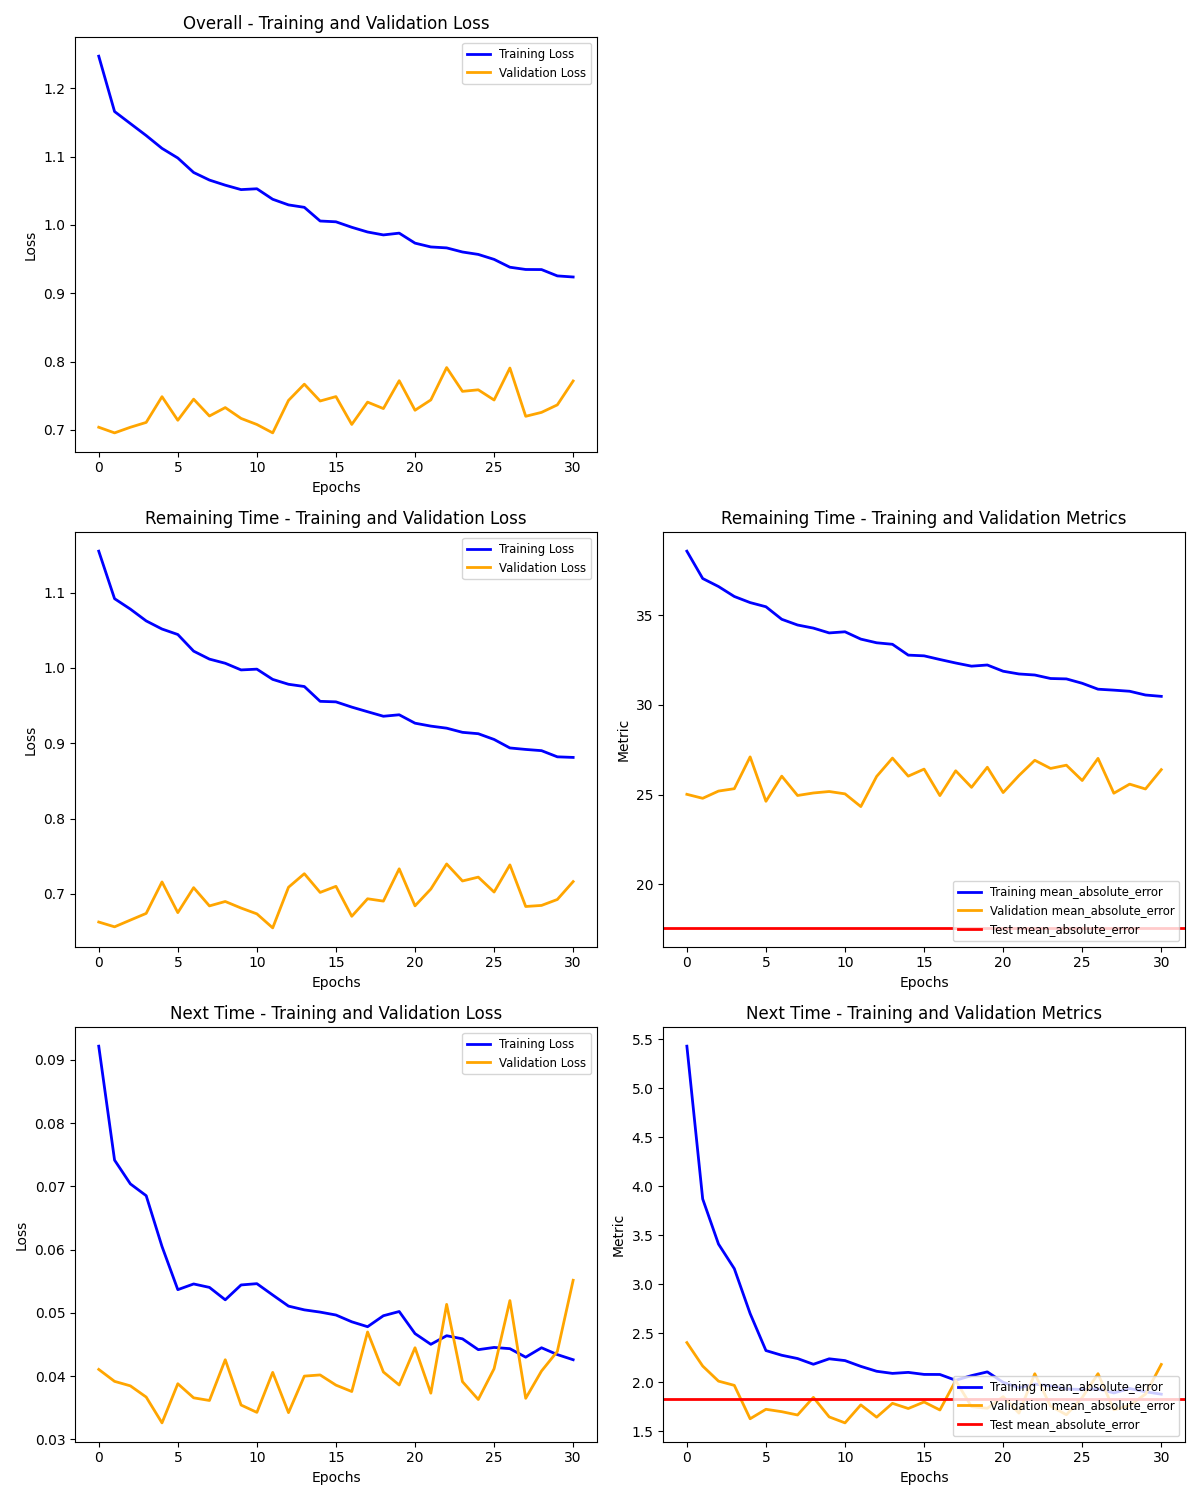 Overall - Training and Validation Loss
Training Loss
Validation Loss
1.2
1.1
1.0
0.9
0.8
0.7
Loss
0 5 10 15 20 25 30
Epochs
Remaining Time - Training and Validation Loss
Training Loss
Validation Loss
1.1
1.0
0.9
0.8
0.7
Loss
0 5 10 15 20 25 30
Epochs
Remaining Time - Training and Validation Metrics
35
30
25
20
Metric
Training mean_absolute_error
Validation mean_absolute_error
Test mean_absolute_error
0 5 10 15 20 25 30
Epochs
Next Time - Training and Validation Loss
Training Loss
Validation Loss
0.09
0.08
0.07
0.06
0.05
0.04
0.03
Loss
0 5 10 15 20 25 30
Epochs
Next Time - Training and Validation Metrics
5.5
5.0
4.5
4.0
3.5
3.0
2.5
2.0
1.5
Metric
Training mean_absolute_error
Validation mean_absolute_error
Test mean_absolute_error
0 5 10 15 20 25 30
Epochs